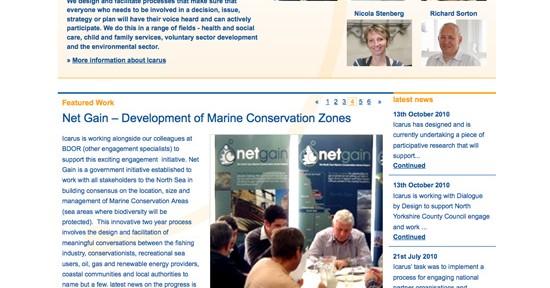 We design and facilitate processes that make sure that
everyone who needs to be involved in a decision, issue,
strategy or plan will have their voice heard and can actively
participate. We do this in a range of fields - health and social
care, child and family services, voluntary sector development
and the environmental sector.
» More information about Icarus
Nicola Stenberg
Richard Sorton
Featured Work
« 1 2 3 4 5 6 »
Net Gain – Development of Marine Conservation Zones
Icarus is working alongside our colleagues at
BDOR (other engagement specialists) to
support this exciting engagement initiative. Net
Gain is a government initiative established to
work with all stakeholders to the North Sea in
building consensus on the location, size and
management of Marine Conservation Areas
(sea areas where biodiversity will be
protected). This innovative two year process
involves the design and facilitation of
meaningful conversations between the fishing
industry, conservationists, recreational sea
users, oil, gas and renewable energy providers,
coastal communities and local authorities to
name but a few. latest news on the progress is
netgain
netgain
latest news
13th October 2010
Icarus has designed and is
currently undertaking a piece of
participative research that will
support...
Continued
13th October 2010
Icarus is working with Dialogue
by Design to support North
Yorkshire County Council engage
and work ...
Continued
21st July 2010
Icarus' task was to implement a
process for engaging national
partner organisations and